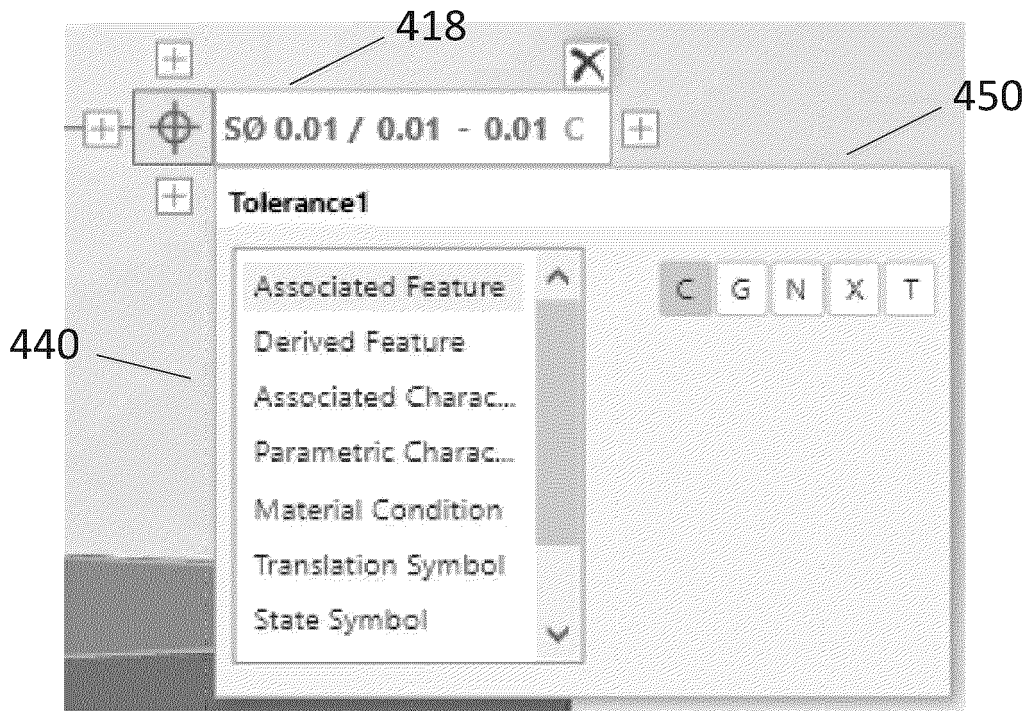 418
450
SØ 0.01 / 0.01 - 0.01 C
Tolerance1
Associated Feature
C G N X T
Derived Feature
440
Associated Charac...
Parametric Charac...
Material Condition
Translation Symbol
State Symbol